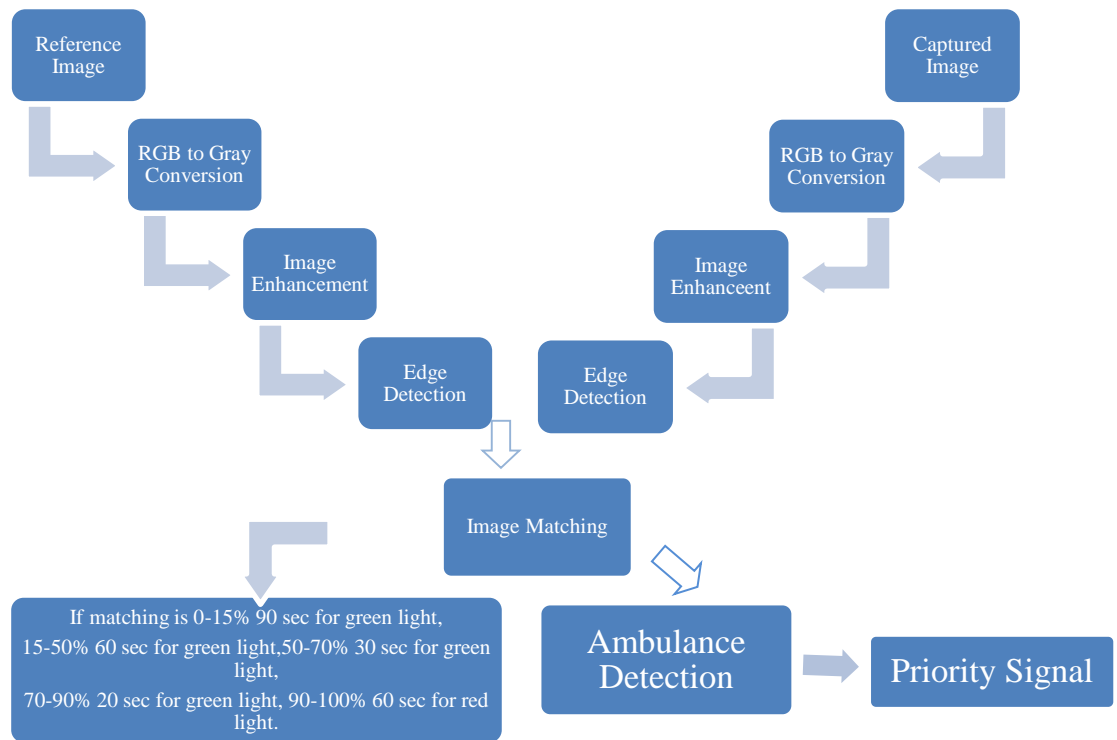 Reference
Image
Captured
Image
RGB to Gray
Conversion
RGB to Gray
Conversion
Image
Enhancement
Image
Enhanceent
Edge
Detection
Edge
Detection
Image Matching
If matching is 0-15% 90 sec for green light,
15-50% 60 sec for green light,50-70% 30 sec for green
light,
70-90% 20 sec for green light, 90-100% 60 sec for red
light.
Ambulance
Detection
Priority Signal